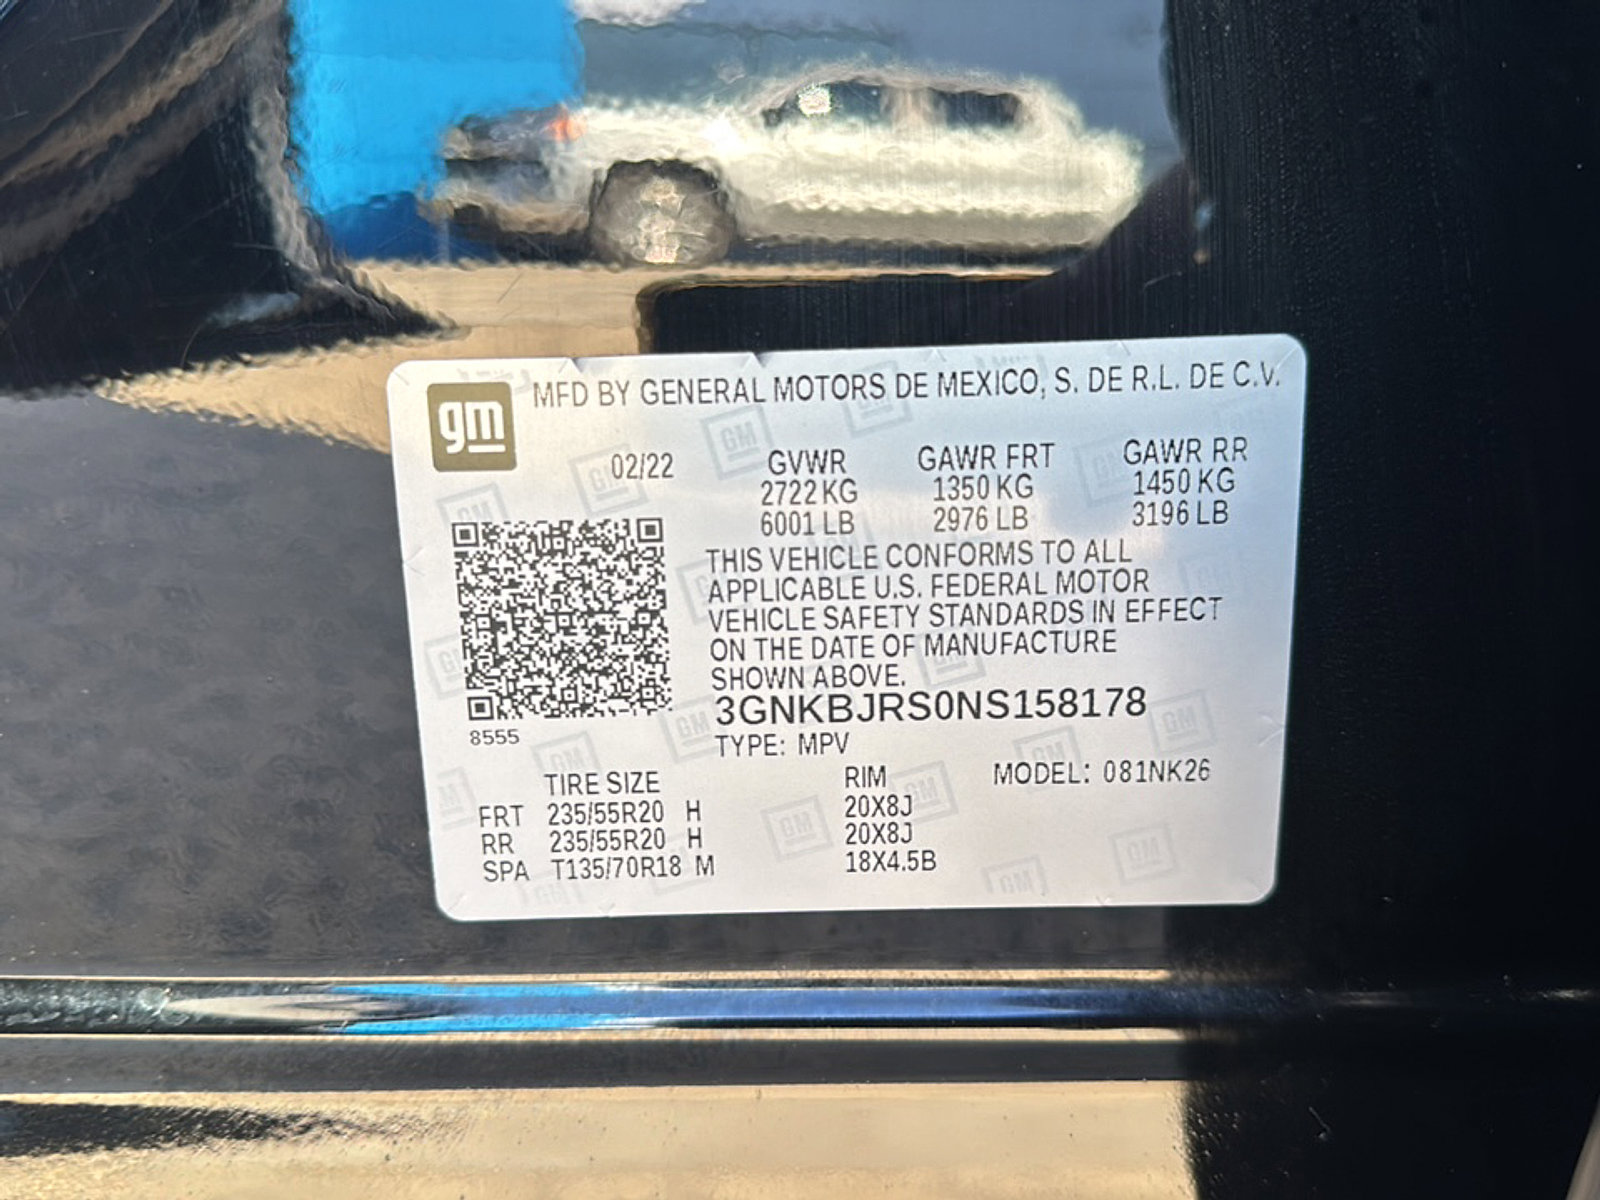 gm MFD BY GENERAL MOTORS DE MEXICO, S. DE R.L. DE C.V.
02/22 GVWR GAWR FRT GAWR RR
2722 KG 1350 KG 1450 KG
6001 LB 2976 LB 3196 LB
THIS VEHICLE CONFORMS TO ALL
APPLICABLE U.S. FEDERAL MOTOR
VEHICLE SAFETY STANDARDS IN EFFECT
ON THE DATE OF MANUFACTURE
SHOWN ABOVE.
3GNKBJRS0NS158178
8555
TYPE: MPV
TIRE SIZE RIM MODEL: 081NK26
FRT 235/55R20 H 20X8J
RR 235/55R20 H 20X8J
SPA T135/70R18 M 18X4.5B